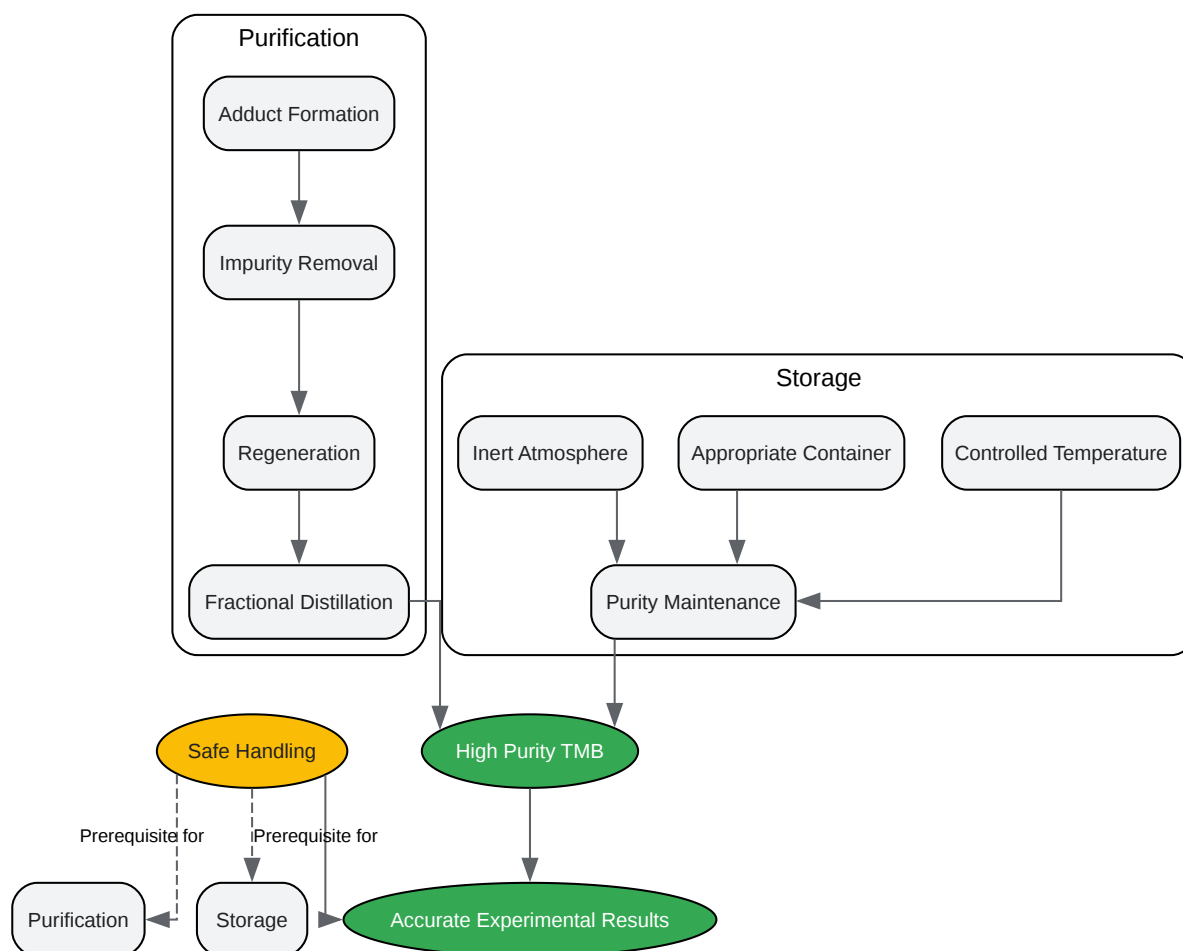 Purification
Adduct Formation
Impurity Removal
Regeneration
Fractional Distillation
Storage
Inert Atmosphere
Appropriate Container
Controlled Temperature
Purity Maintenance
Safe Handling
High Purity TMB
Prerequisite for
Prerequisite for
Purification
Storage
Accurate Experimental Results